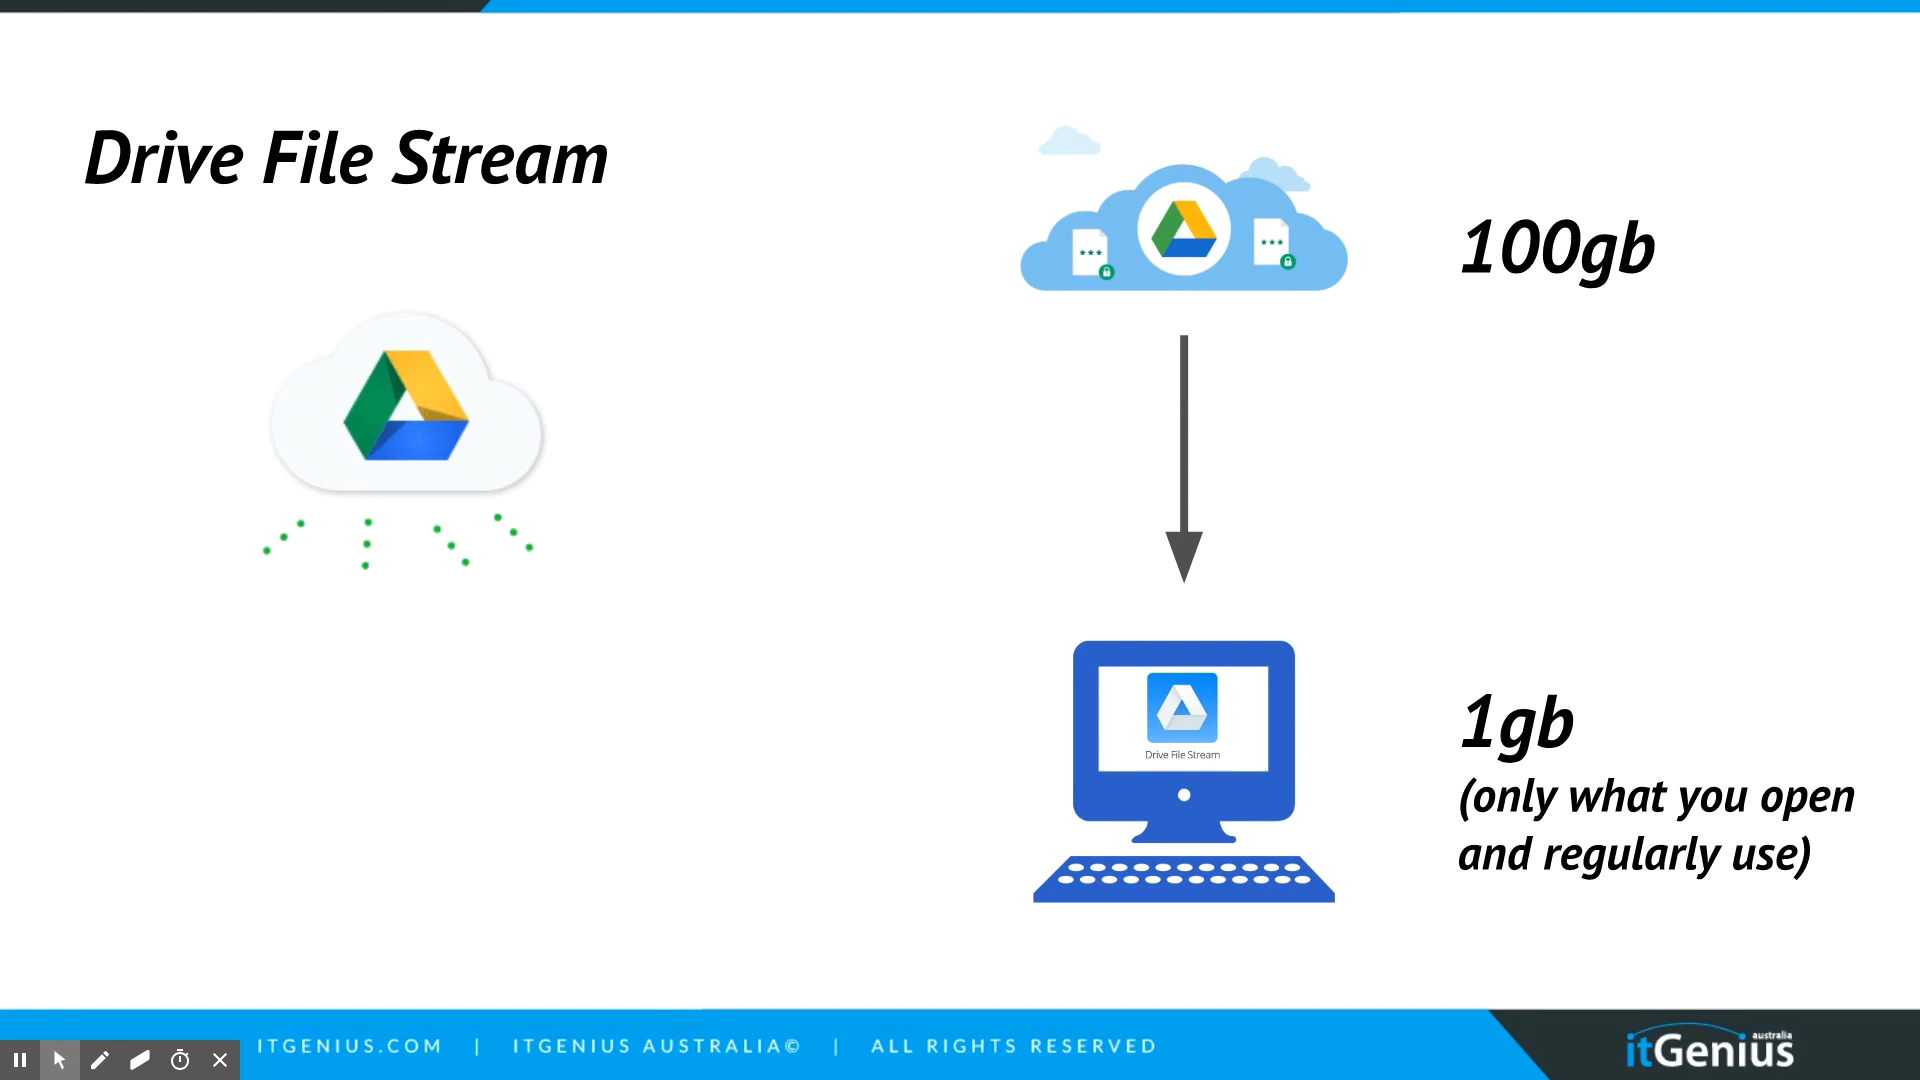 Drive File Stream
100gb
***
***
Drive File Stream
1gb
(only what you open
and regularly use)
ITGENIUS.COM | ITGENIUS AUSTRALIA© | ALL RIGHTS RESERVED
australia
itGenius